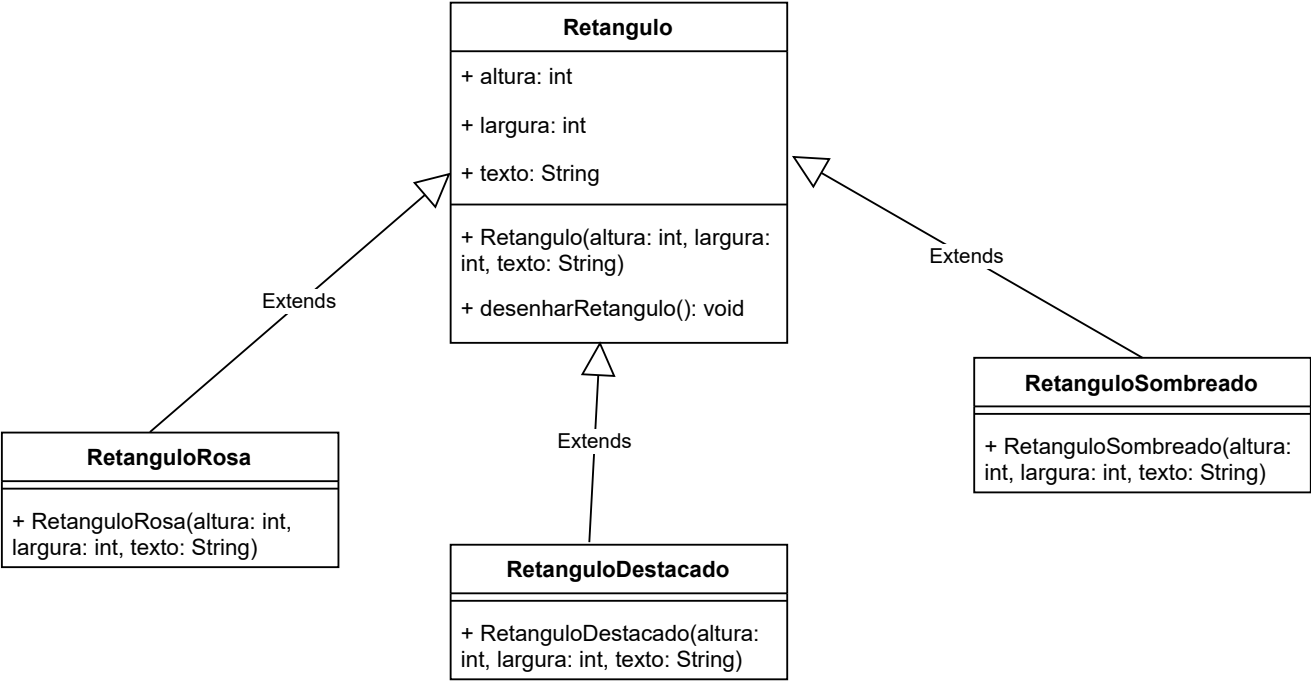 Retangulo
+ altura: int
+ largura: int
+ texto: String
+ Retangulo(altura: int, largura:
int, texto: String)
+ desenharRetangulo(): void
Extends
Extends
Extends
RetanguloRosa
+ RetanguloRosa(altura: int,
largura: int, texto: String)
RetanguloDestacado
+ RetanguloDestacado(altura:
int, largura: int, texto: String)
RetanguloSombreado
+ RetanguloSombreado(altura:
int, largura: int, texto: String)